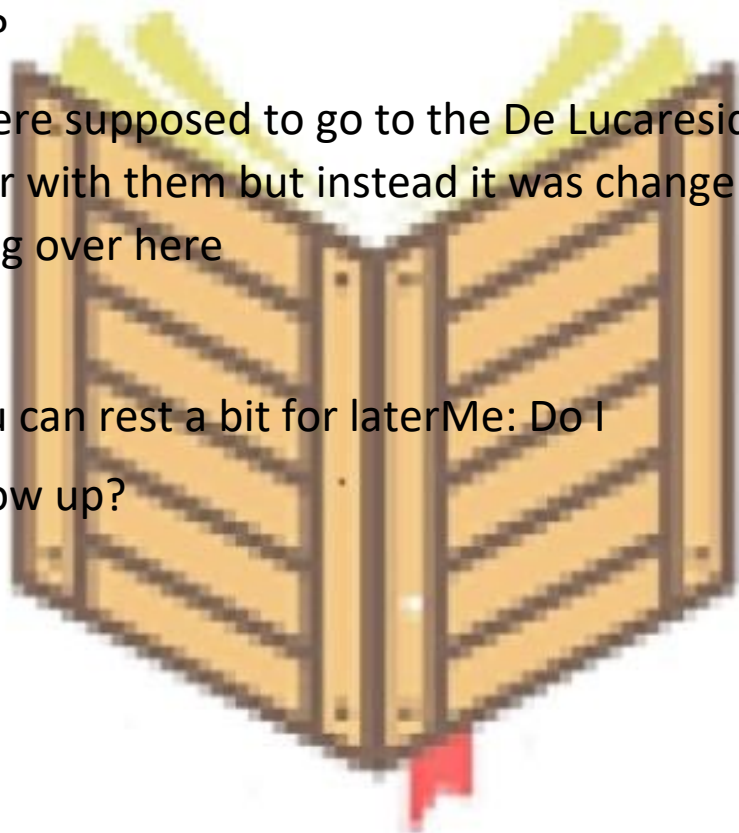 ?
ere supposed to go to the De Lucaresid
r with them but instead it was change
g over here
u can rest a bit for laterMe: Do I
ow up?